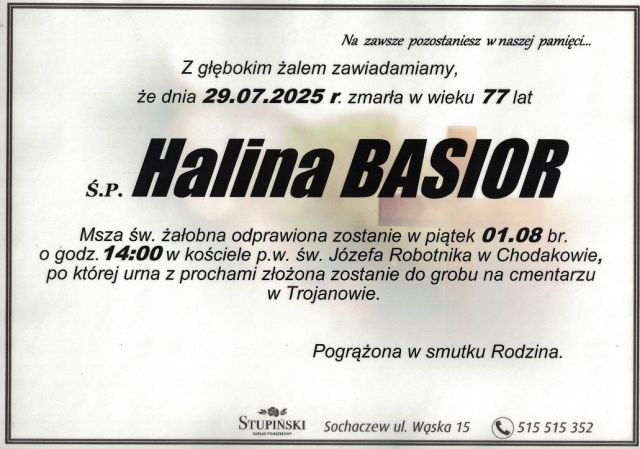 Na zawsze pozostaniesz w naszej pamięci...
Z głębokim żalem zawiadamiamy,
że dnia 29.07.2025 r. zmarła w wieku 77 lat
Ś.P. Halina BASIOR
Msza św. żałobna odprawiona zostanie w piątek 01.08 br.
o godz. 14:00 w kościele p.w. św. Józefa Robotnika w Chodakowie,
po której urna z prochami złożona zostanie do grobu na cmentarzu
w Trojanowie.
Pogrążona w smutku Rodzina.
STUPIŃSKI Sochaczew ul. Wąska 15 515 515 352
ZAKŁAD POGRZEBOWY